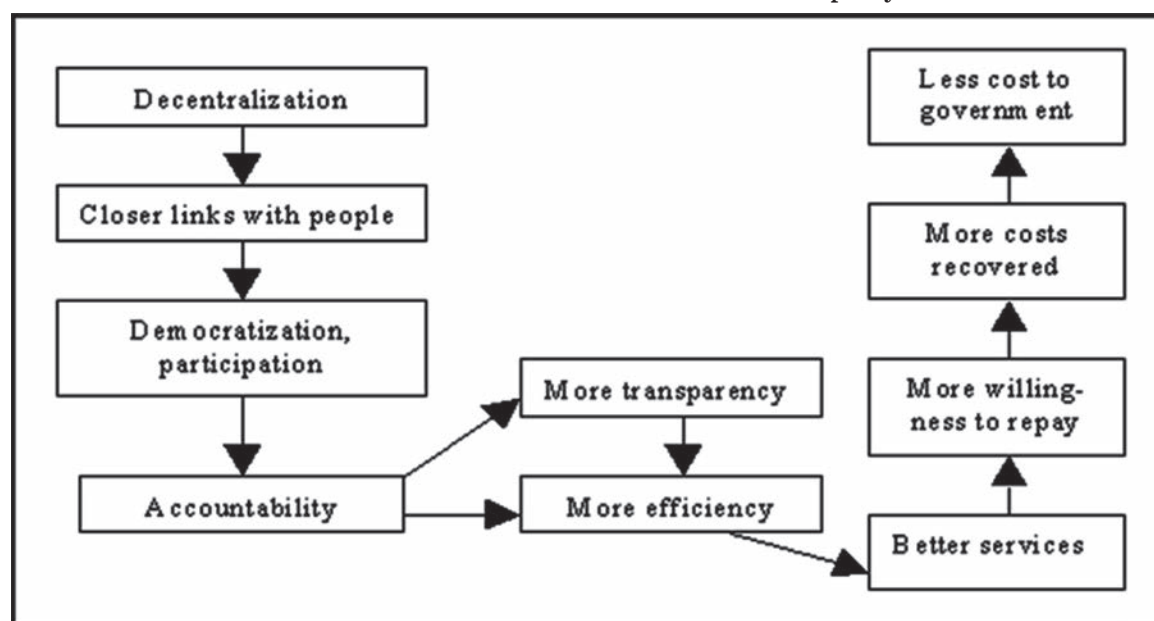 Decentralization
Closer links with people
Democratization,
participation
Accountability
More transparency
More efficiency
Better services
More willing-
ness to repay
More costs
recovered
Less cost to
government